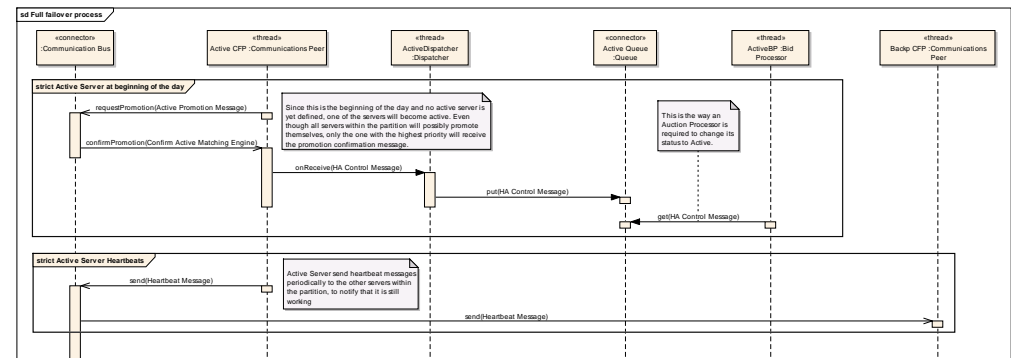 sd Full failover process
«connector»
:Communication Bus
«thread»
Active CFP :Communications Peer
«thread»
ActiveDispatcher
:Dispatcher
«connector»
Active Queue
:Queue
«thread»
ActiveBP :Bid
Processor
«thread»
Backp CFP :Communications
Peer
strict Active Server at beginning of the day
requestPromotion(Active Promotion Message)
Since this is the beginning of the day and no active server is
yet defined, one of the servers will become active. Even
though all servers within the partition will possibly promote
themselves, only the one with the highest priority will receive
the promotion confirmation message.
This is the way an
Auction Processor is
required to change its
status to Active.
confirmPromotion(Confirm Active Matching Engine)
onReceive(HA Control Message)
put(HA Control Message)
get(HA Control Message)
strict Active Server Heartbeats
Active Server send heartbeat messages
periodically to the other servers within
the partition, to notify that it is still
working
send(Heartbeat Message)
send(Heartbeat Message)